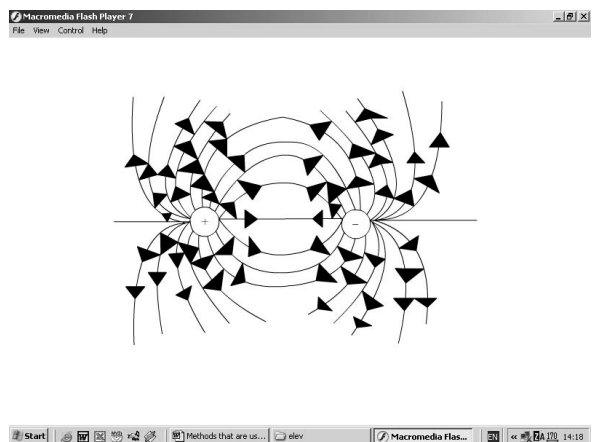 Macromedia Flash Player 7
File View Control Help
+
−
Start
Methods that are us...
elev
Macromedia Flas...
EN
«
14:18